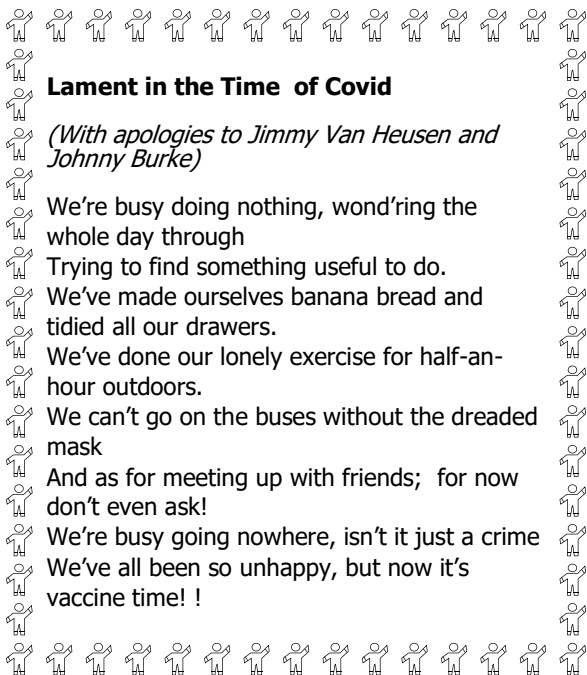 Lament in the Time  of Covid
(With apologies to Jimmy Van Heusen and
Johnny Burke)
We’re busy doing nothing, wond’ring the
whole day through
Trying to find something useful to do.
We’ve made ourselves banana bread and
tidied all our drawers.
We’ve done our lonely exercise for half-an-
hour outdoors.
We can’t go on the buses without the dreaded
mask
And as for meeting up with friends;  for now
don’t even ask!
We’re busy going nowhere, isn’t it just a crime
We’ve all been so unhappy, but now it’s
vaccine time! !